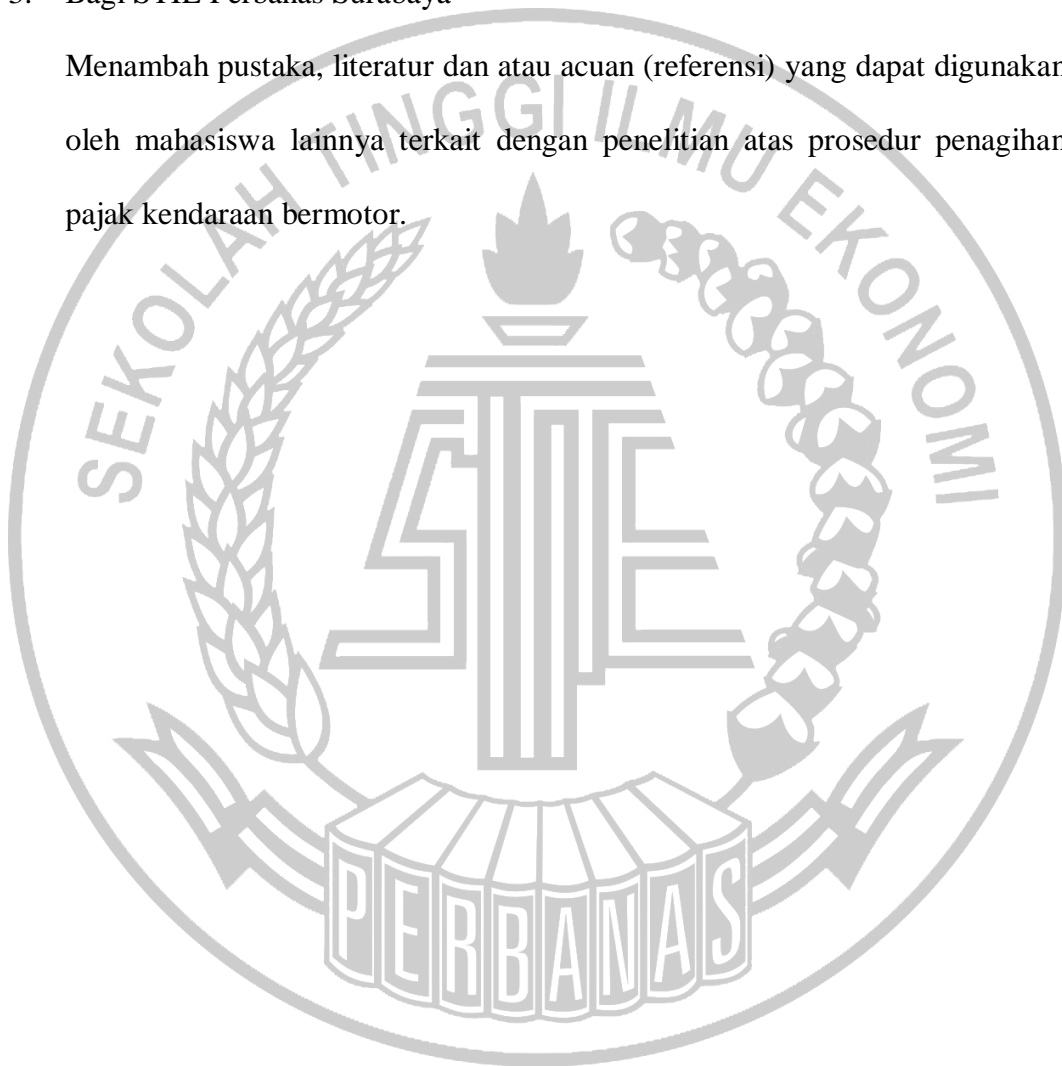 Bagi STIE Perbanas Surabaya
Menambah pustaka, literatur dan atau acuan (referensi) yang dapat digunakan
oleh mahasiswa lainnya terkait dengan penelitian atas prosedur penagihan
pajak kendaraan bermotor.
SEKOLAH TINGGI ILMU EKONOMI
STIE
PERBANAS